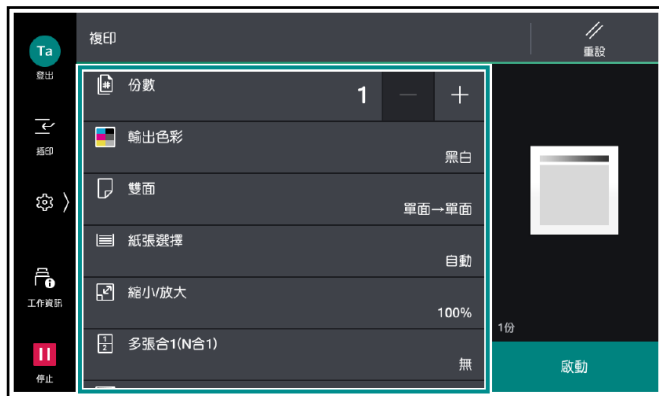 Ta
登出
插印
工作資訊
停止
複印
重設
份數
1
輸出色彩
黑白
雙面
單面→單面
紙張選擇
自動
縮小/放大
100%
多張合1(N合1)
無
1份
啟動